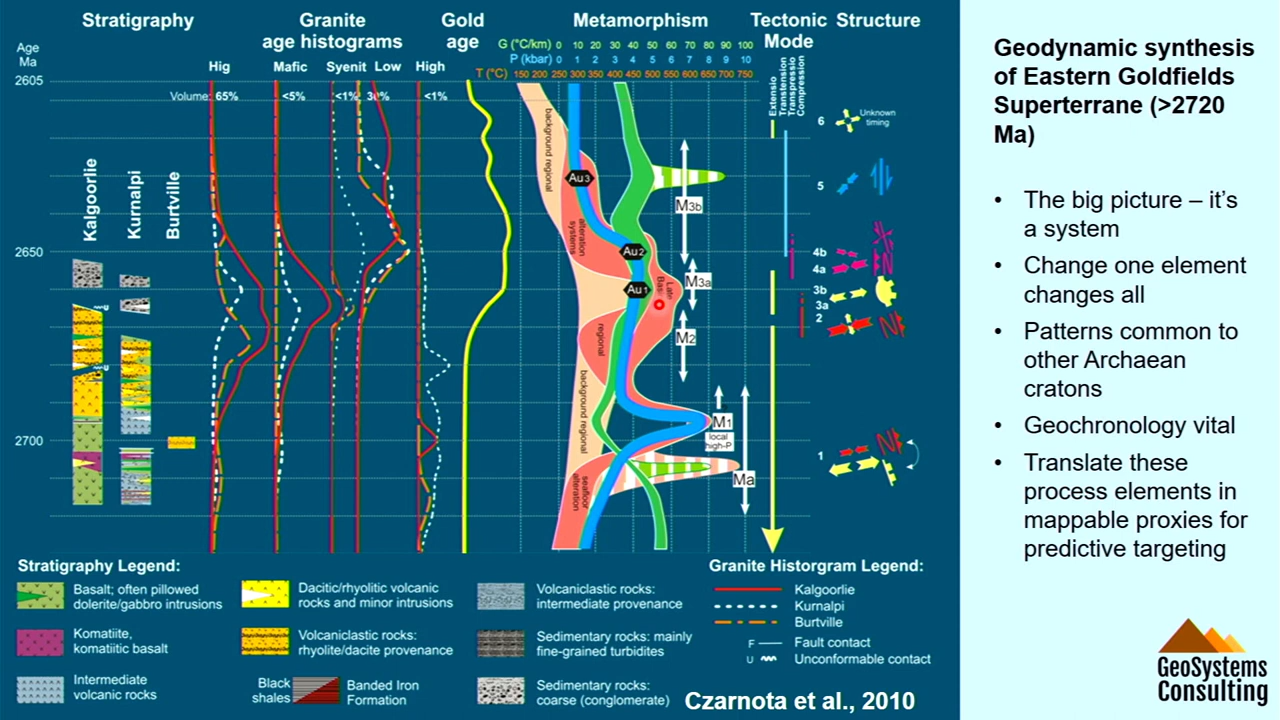 Stratigraphy
Granite
age histograms
Gold
age
Metamorphism
Tectonic
Mode
Structure
Age
Ma
Hig
Mafic
Syenit
Low
High
G (°C/km) 0 10 20 30 40 50 60 70 80 90 100
P (kbar) 0 1 2 3 4 5 6 7 8 9 10
T (°C) 150 200 250 300 350 400 450 500 550 600 650 700 750
2605
Volume: 65%
<5%
<1%
30%
<1%
Extensio
Transtension
Transpressio
Compression
Kalgoorlie
Kurnalpi
Burtville
background regional
6
Unknown
timing
Au3
5
M3b
alteration
systems
2650
Au2
4b
4a
M3a
Au1
Late
3b
3a
2
U
M2
regional
U
background regional
M1
local
high-P
2700
1
Ma
seafloor
alteration
Stratigraphy Legend:
Basalt; often pillowed
dolerite/gabbro intrusions
Komatiite,
komatiitic basalt
Intermediate
volcanic rocks
Dacitic/rhyolitic volcanic
rocks and minor intrusions
Volcaniclastic rocks:
rhyolite/dacite provenance
Black
shales
Banded Iron
Formation
Volcaniclastic rocks:
intermediate provenance
Sedimentary rocks: mainly
fine-grained turbidites
Sedimentary rocks:
coarse (conglomerate)
Granite Historgram Legend:
Kalgoorlie
Kurnalpi
Burtville
F Fault contact
U Unconformable contact
Czarnota et al., 2010
Geodynamic synthesis
of Eastern Goldfields
Superterrane (>2720
Ma)
• The big picture – it's
a system
• Change one element
changes all
• Patterns common to
other Archaean
cratons
• Geochronology vital
• Translate these
process elements in
mappable proxies for
predictive targeting
GeoSystems
Consulting